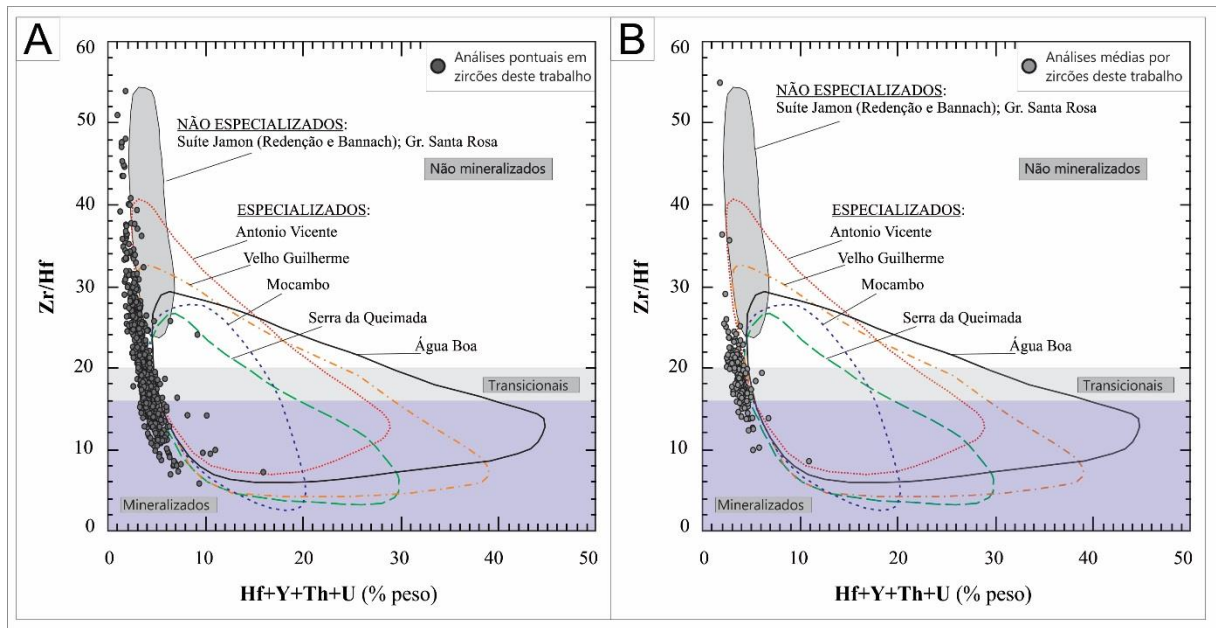 A
60
50
40
30
20
10
0
Zr/Hf
Análises pontuais em
zircões deste trabalho
NÃO ESPECIALIZADOS:
Suíte Jamon (Redenção e Bannach); Gr. Santa Rosa
Não mineralizados
ESPECIALIZADOS:
Antonio Vicente
Velho Guilherme
Mocambo
Serra da Queimada
Água Boa
Transicionais
Mineralizados
0 10 20 30 40 50
Hf+Y+Th+U (% peso)
B
60
50
40
30
20
10
0
Zr/Hf
Análises médias por
zircões deste trabalho
NÃO ESPECIALIZADOS:
Suíte Jamon (Redenção e Bannach); Gr. Santa Rosa
Não mineralizados
ESPECIALIZADOS:
Antonio Vicente
Velho Guilherme
Mocambo
Serra da Queimada
Água Boa
Transicionais
Mineralizados
0 10 20 30 40 50
Hf+Y+Th+U (% peso)